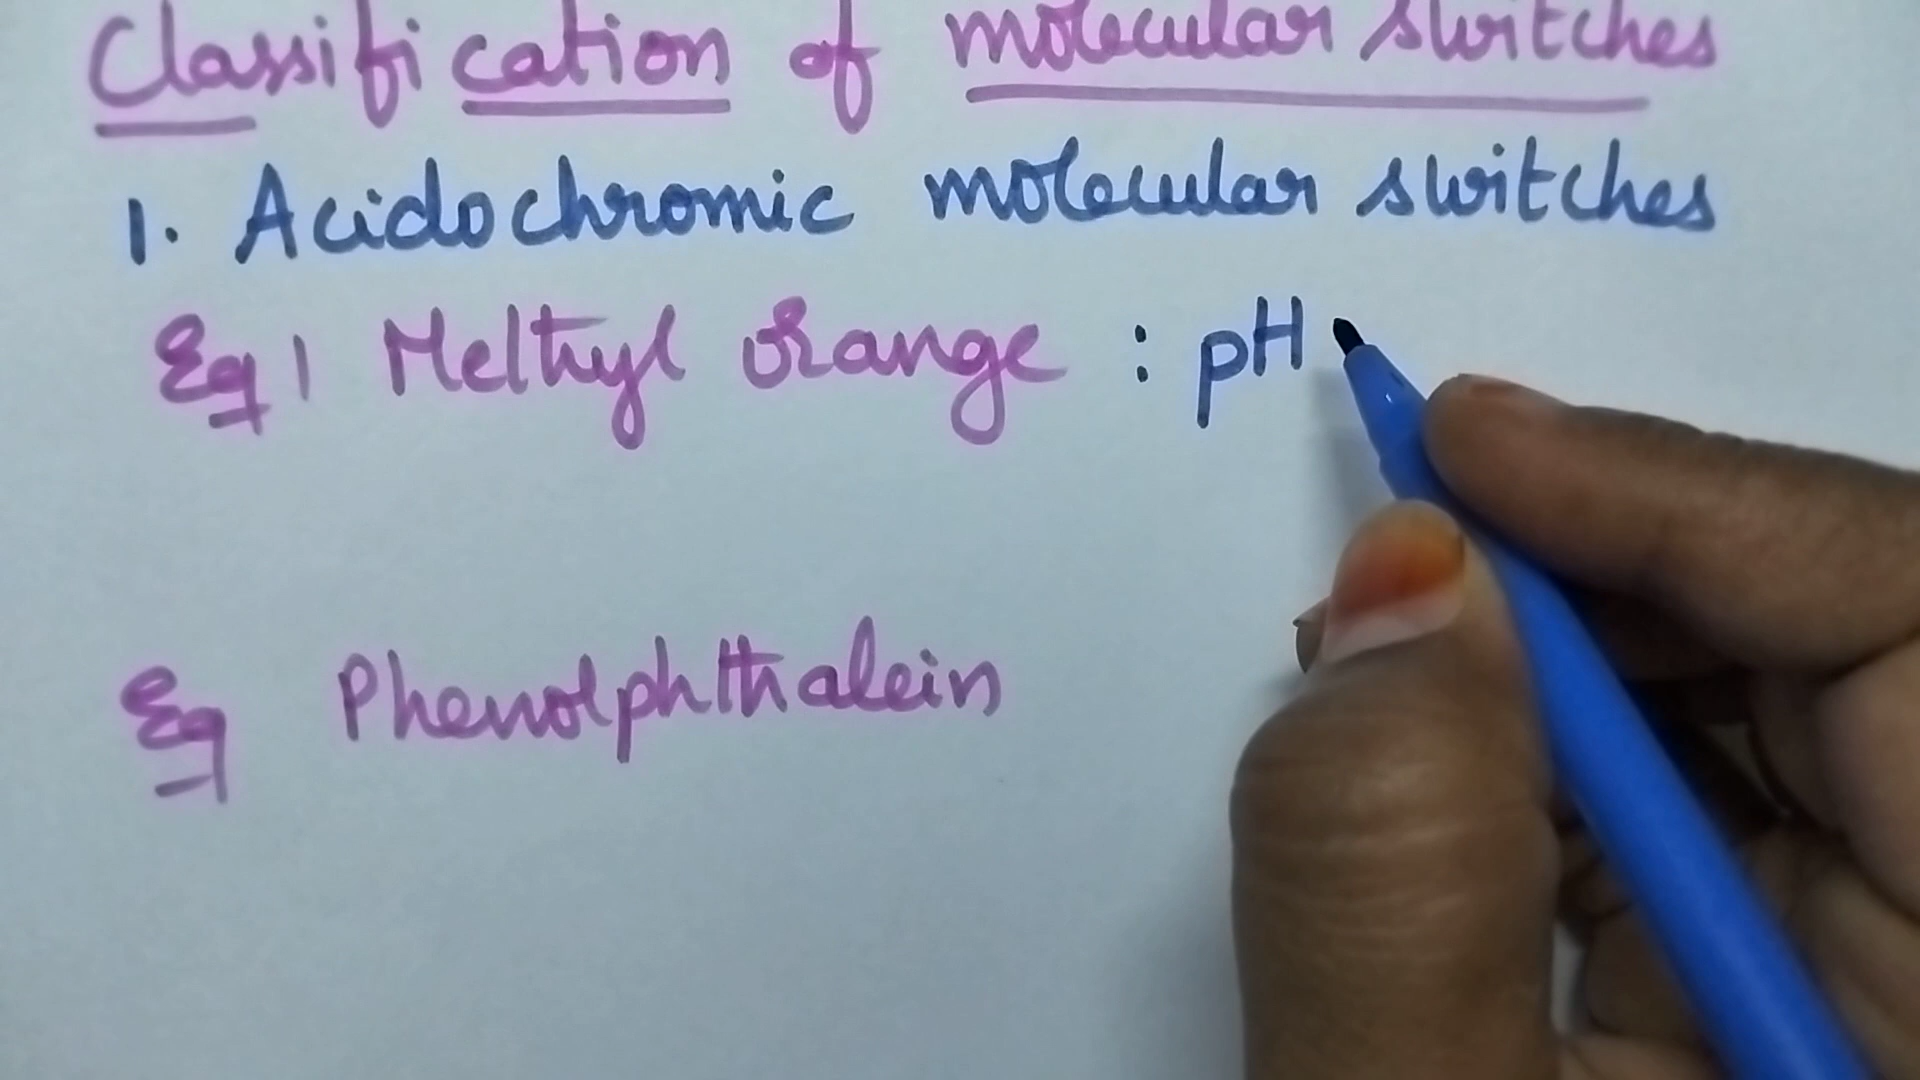 Classification of molecular switches
1. Acidochromic molecular switches
Eg 1 Methyl orange : pH
Eg Phenolphthalein